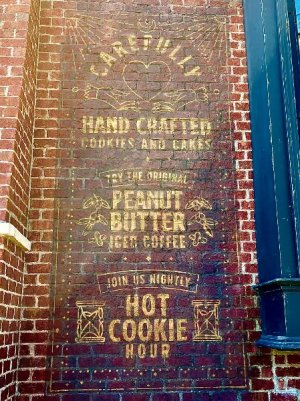 CAREFULLY
HAND CRAFTED
COOKIES AND CAKES
TRY THE ORIGINAL
PEANUT
BUTTER
ICED COFFEE
JOIN US NIGHTLY
HOT
COOKIE
HOUR